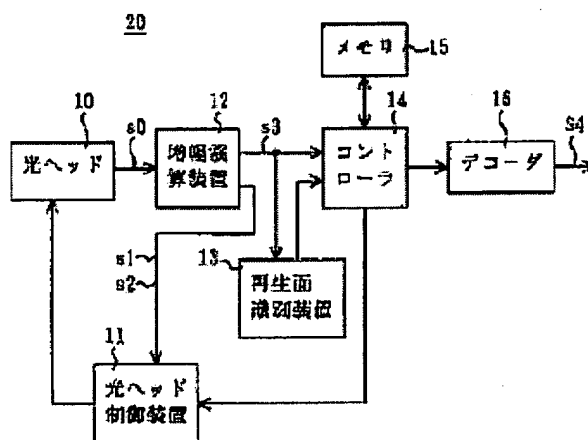 20
メモリ
15
10
s0
12
s3
14
16
S4
光ヘッド
増幅演
算装置
コント
ローラ
デコーダ
s1
s2
13
再生面
識別装置
11
光ヘッド
制御装置